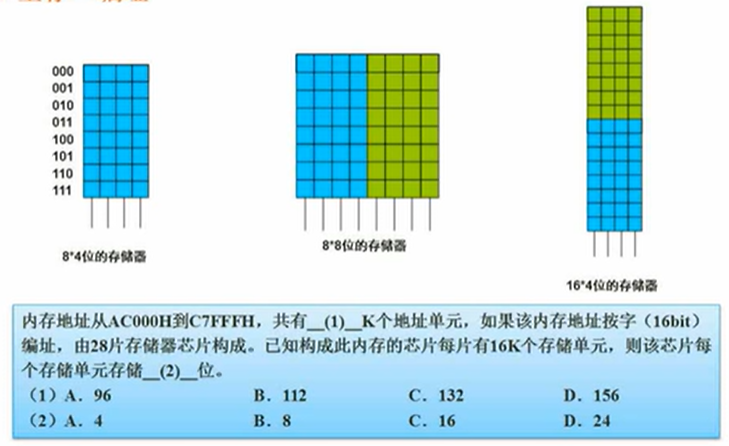 000
001
010
011
100
101
110
111
8*4位的存储器
8*8位的存储器
16*4位的存储器
内存地址从AC000H到C7FFFH，共有__(1)__K个地址单元，如果该内存地址按字（16bit）
编址，由28片存储器芯片构成。已知构成此内存的芯片每片有16K个存储单元，则该芯片每
个存储单元存储__(2)__位。
（1）A．96 B．112 C．132 D．156
（2）A．4 B．8 C．16 D．24